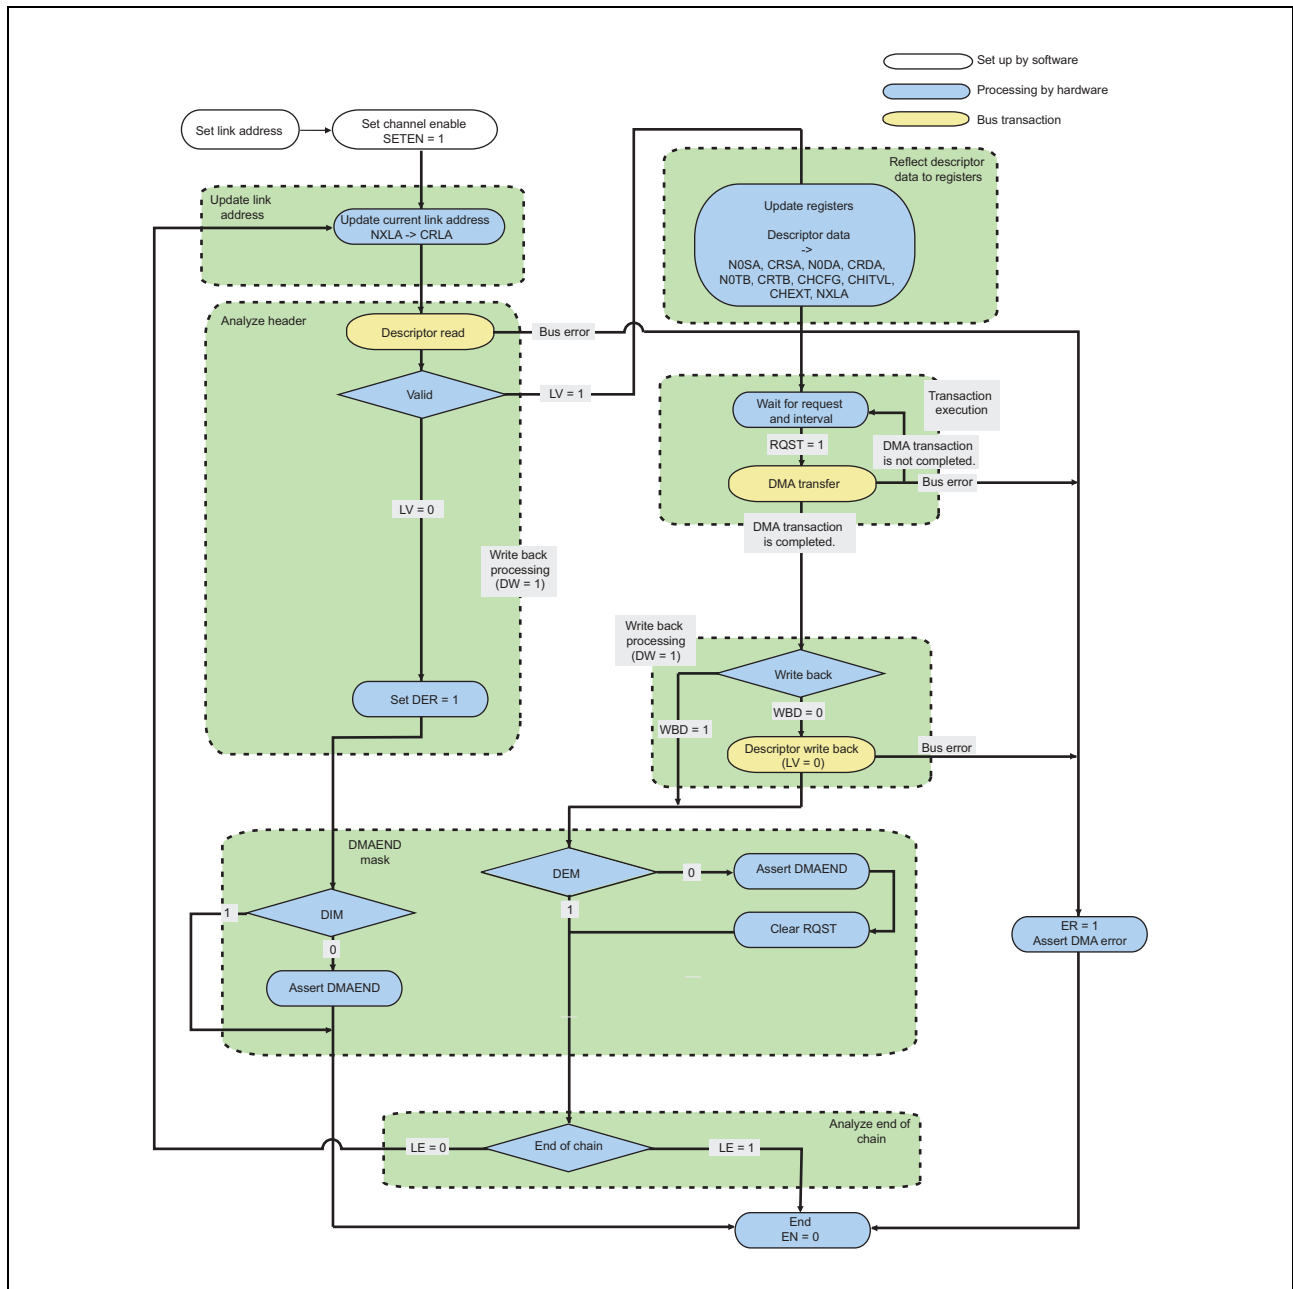 Set up by software
Processing by hardware
Bus transaction
Set link address
Set channel enable
SETEN = 1
Reflect descriptor
data to registers
Update link
address
Update current link address
NXLA -> CRLA
Update registers
Descriptor data
->
N0SA, CRSA, N0DA, CRDA,
N0TB, CRTB, CHCFG, CHITVL,
CHEXT, NXLA
Analyze header
Descriptor read
Bus error
Valid
LV = 1
Transaction
execution
Wait for request
and interval
RQST = 1
DMA transaction
is not completed.
DMA transfer
Bus error
LV = 0
DMA transaction
is completed.
Write back
processing
(DW = 1)
Write back
processing
(DW = 1)
Write back
Set DER = 1
WBD = 0
WBD = 1
Descriptor write back
(LV = 0)
Bus error
DMAEND
mask
DEM
0
Assert DMAEND
1
DIM
1
Clear RQST
0
Assert DMAEND
ER = 1
Assert DMA error
Analyze end of
chain
LE = 0
End of chain
LE = 1
End
EN = 0